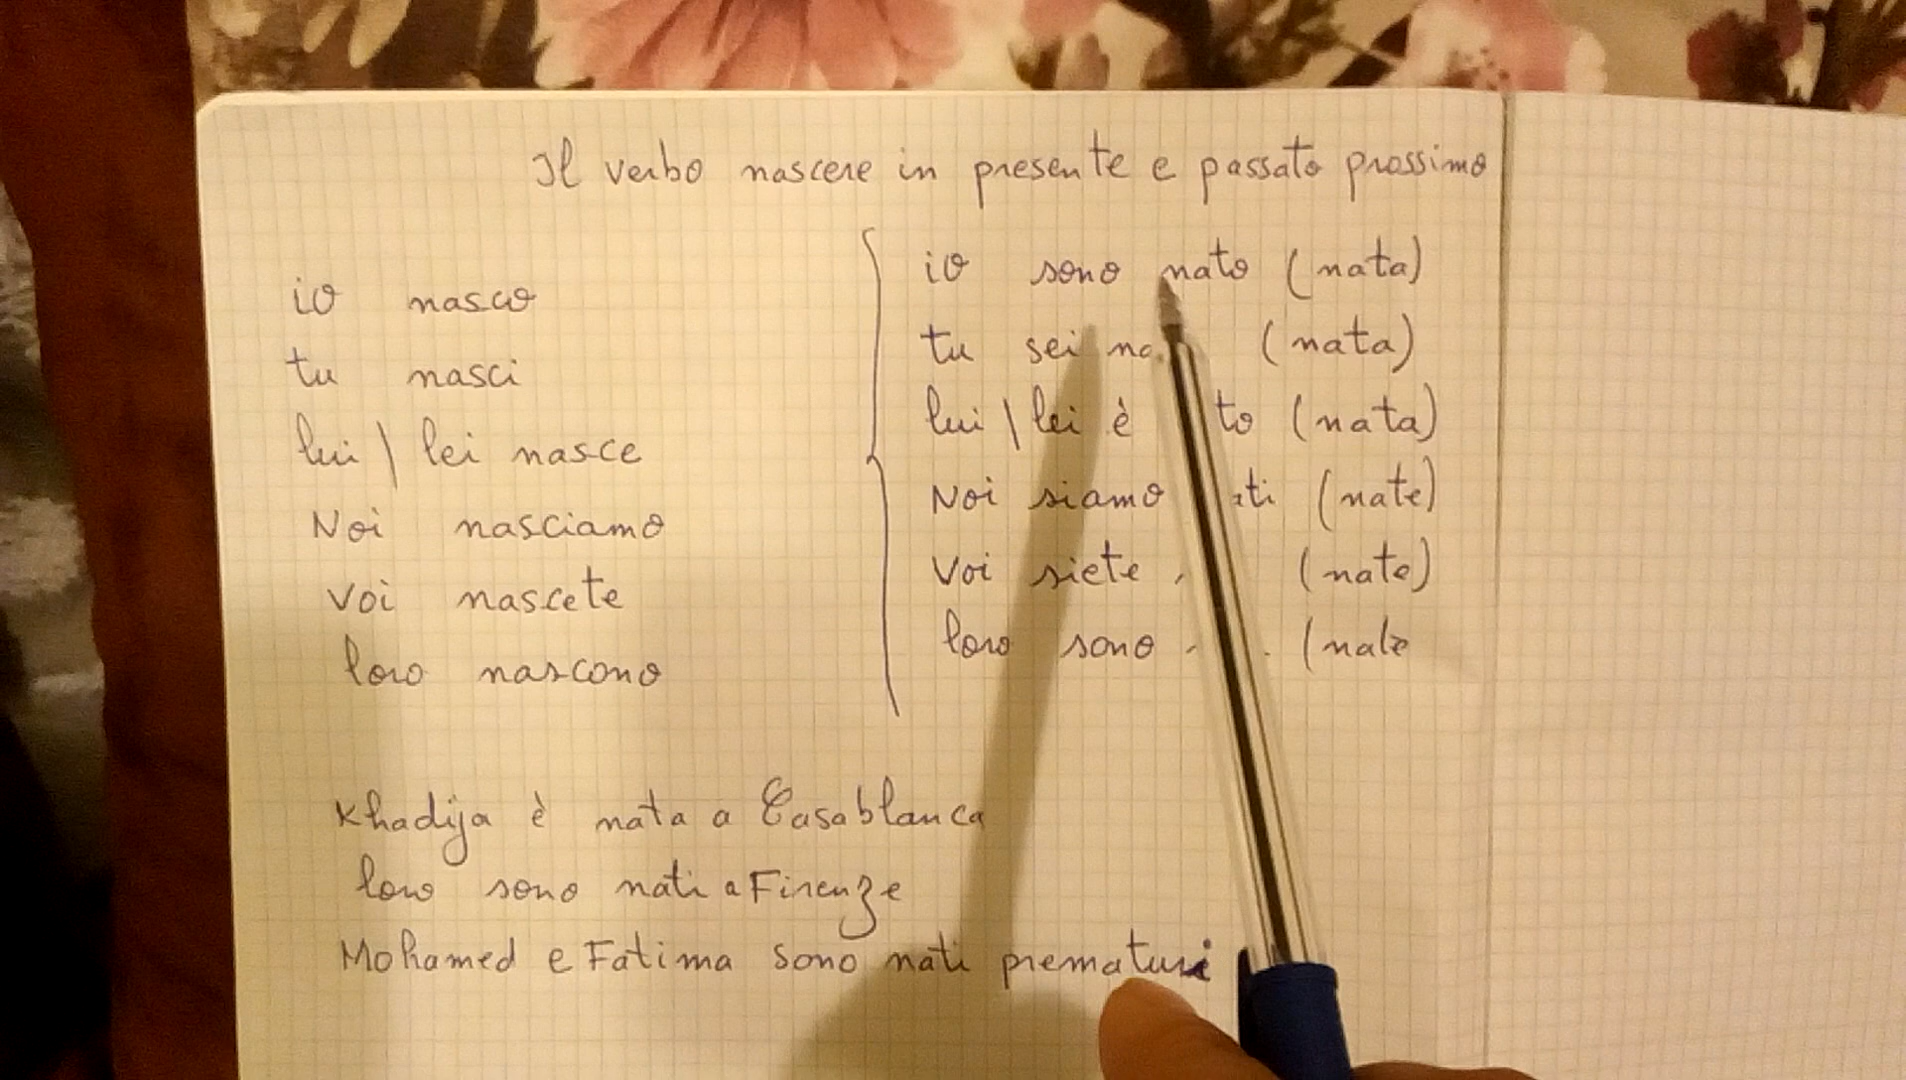 Il verbo nascere in presente e passato prossimo
io nasco
tu nasci
lui / lei nasce
Noi nasciamo
Voi nascete
loro nascono
io sono nato (nata)
tu sei (nata)
lui / lei è (nata)
Noi siamo (nate)
Voi siete (nate)
loro sono (nate
Khadija è nata a Casablanca
loro sono nati a Firenze
Mohamed e Fatima sono nati prematuri